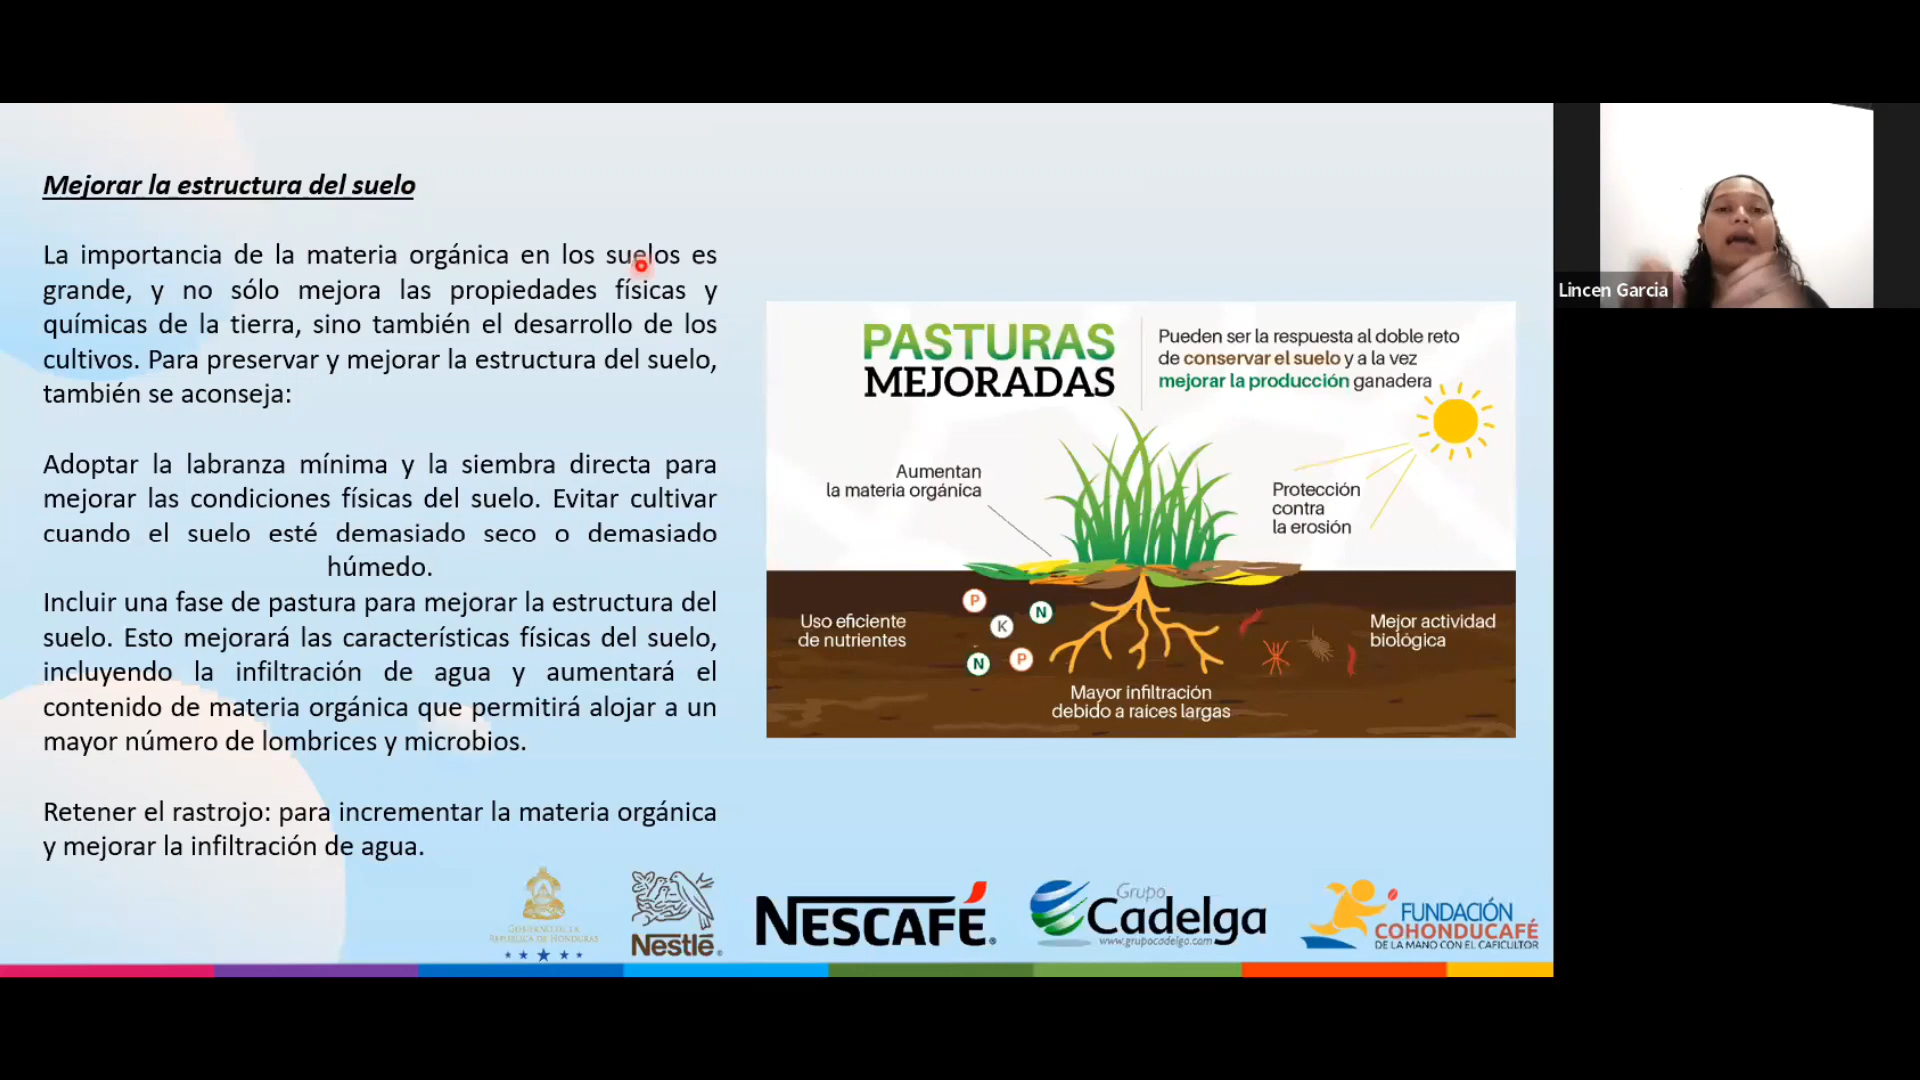 Mejorar la estructura del suelo
La importancia de la materia orgánica en los suelos es
grande, y no sólo mejora las propiedades físicas y
químicas de la tierra, sino también el desarrollo de los
cultivos. Para preservar y mejorar la estructura del suelo,
también se aconseja:
Adoptar la labranza mínima y la siembra directa para
mejorar las condiciones físicas del suelo. Evitar cultivar
cuando el suelo esté demasiado seco o demasiado
húmedo.
Incluir una fase de pastura para mejorar la estructura del
suelo. Esto mejorará las características físicas del suelo,
incluyendo la infiltración de agua y aumentará el
contenido de materia orgánica que permitirá alojar a un
mayor número de lombrices y microbios.
Retener el rastrojo: para incrementar la materia orgánica
y mejorar la infiltración de agua.
PASTURAS
MEJORADAS
Pueden ser la respuesta al doble reto
de conservar el suelo y a la vez
mejorar la producción ganadera
Aumentan
la materia orgánica
Protección
contra
la erosión
Uso eficiente
de nutrientes
P
K
N
N
P
Mejor actividad
biológica
Mayor infiltración
debido a raices largas
GOBIERNO DE LA
REPÚBLICA DE HONDURAS
Nestlé
NESCAFÉ
Grupo
Cadelga
www.grupocadelga.com
FUNDACIÓN
COHONDUCAFÉ
DE LA MANO CON EL CAFICULTOR
Lincen Garcia